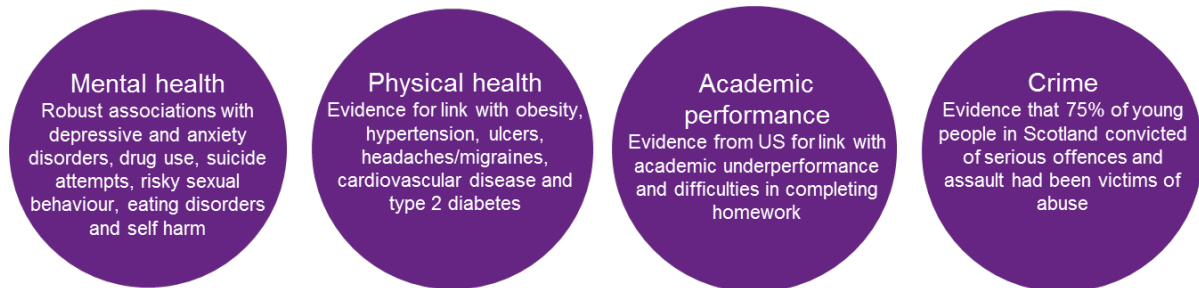 Mental health
Robust associations with
depressive and anxiety
disorders, drug use, suicide
attempts, risky sexual
behaviour, eating disorders
and self harm
Physical health
Evidence for link with obesity,
hypertension, ulcers,
headaches/migraines,
cardiovascular disease and
type 2 diabetes
Academic
performance
Evidence from US for link with
academic underperformance
and difficulties in completing
homework
Crime
Evidence that 75% of young
people in Scotland convicted
of serious offences and
assault had been victims of
abuse